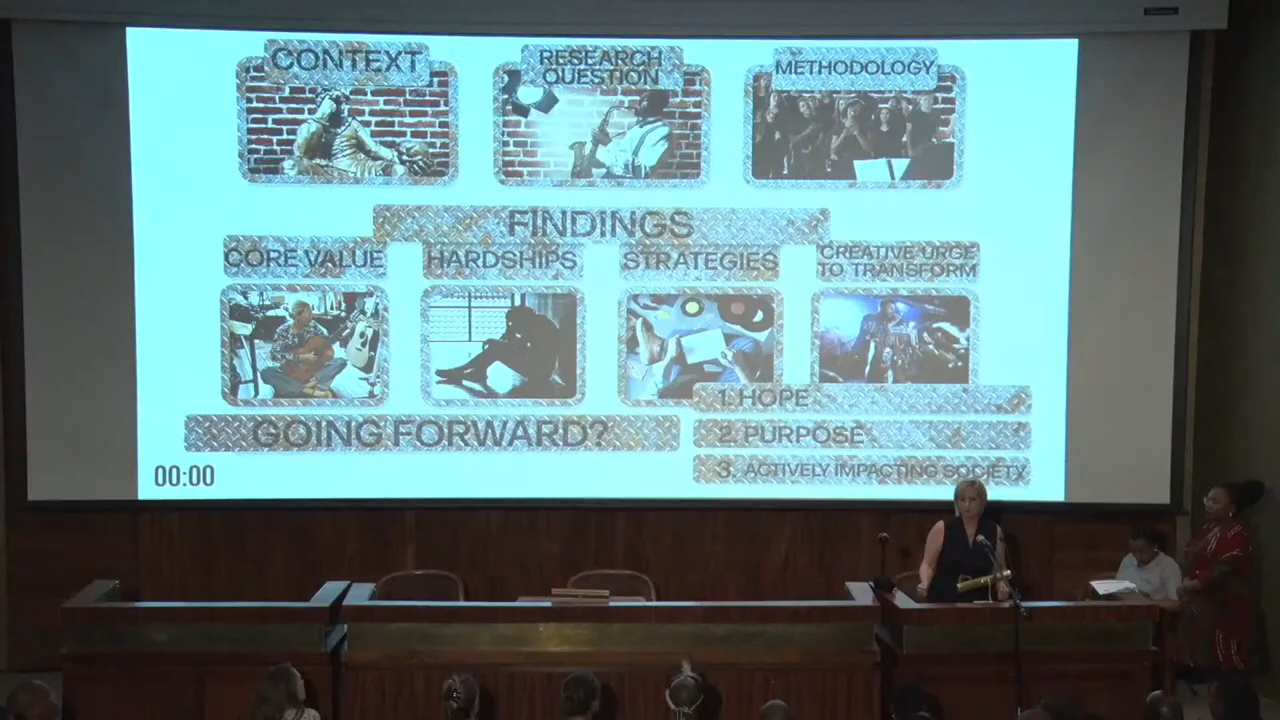 CONTEXT
RESEARCH
QUESTION
METHODOLOGY
FINDINGS
CORE VALUE
HARDSHIPS
STRATEGIES
CREATIVE URGE
TO TRANSFORM
1. HOPE
GOING FORWARD?
2. PURPOSE
3. ACTIVELY IMPACTING SOCIETY
00:00